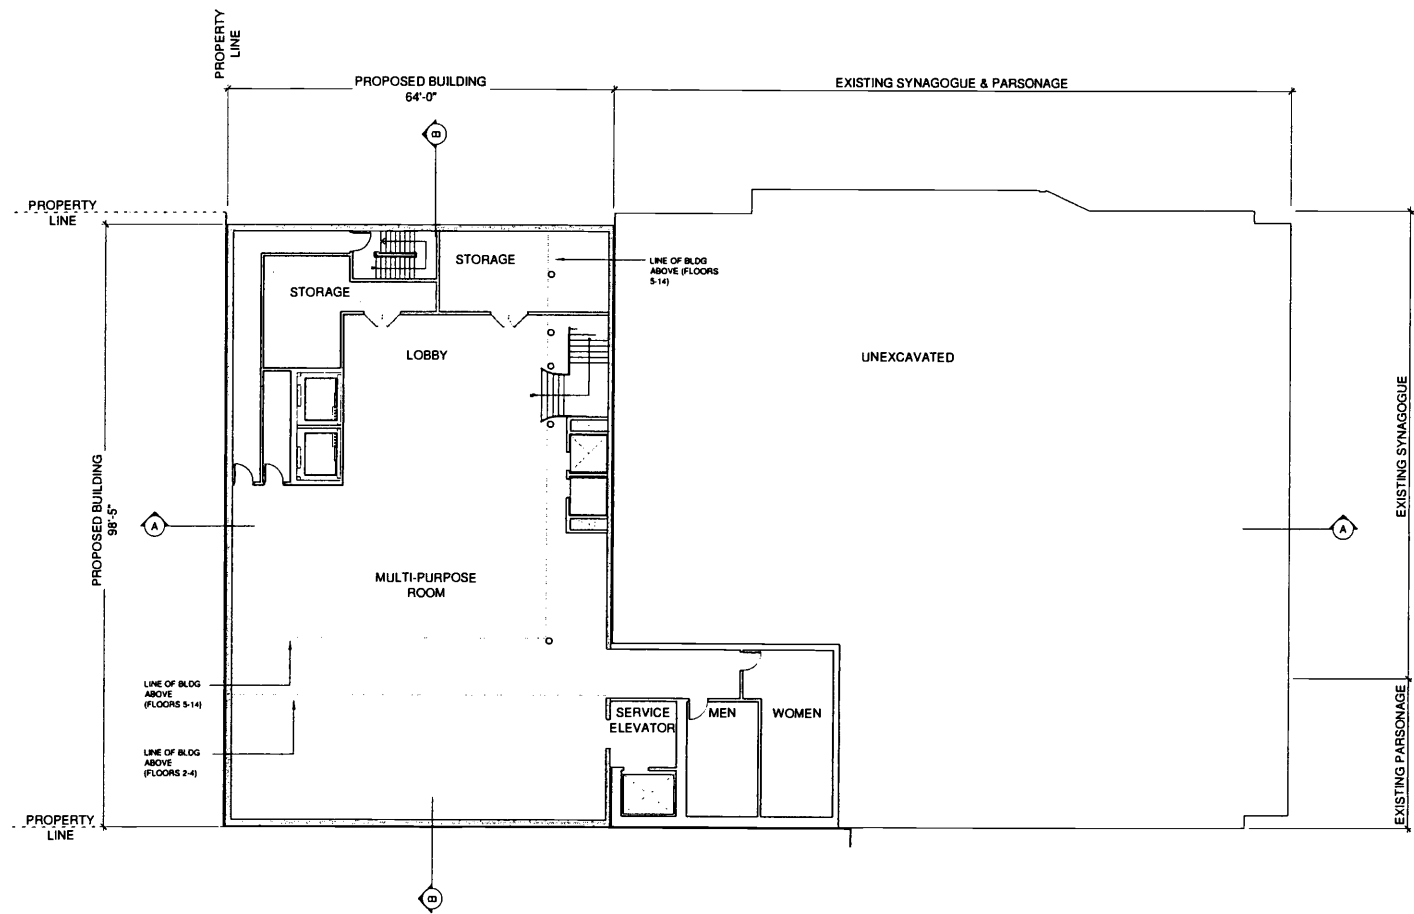 PROPERTY
LINE
PROPOSED BUILDING
64'-0"
EXISTING SYNAGOGUE & PARSONAGE
B
PROPERTY
LINE
STORAGE
LINE OF BLDG
ABOVE (FLOORS
5-14)
STORAGE
LOBBY
UNEXCAVATED
EXISTING SYNAGOGUE
PROPOSED BUILDING
98'-5"
A
A
MULTI-PURPOSE
ROOM
LINE OF BLDG
ABOVE
(FLOORS 5-14)
SERVICE
ELEVATOR
MEN
WOMEN
EXISTING PARSONAGE
LINE OF BLDG
ABOVE
(FLOORS 2-4)
PROPERTY
LINE
B